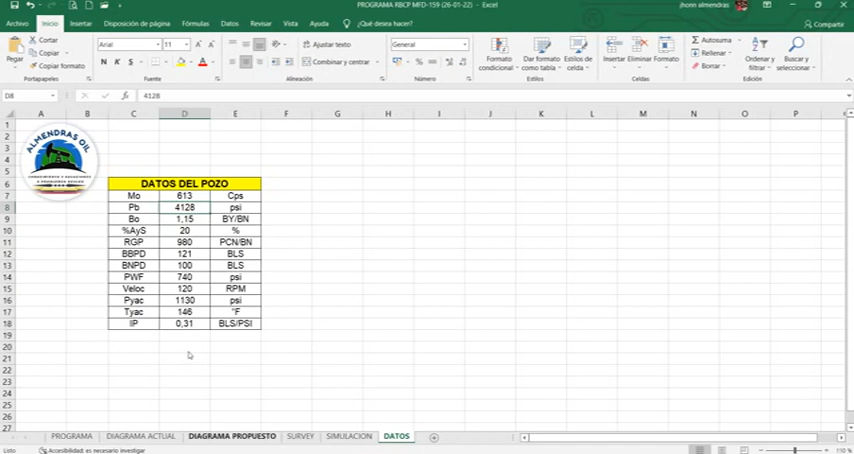 PROGRAMA RBCP MFD-159 (26-01-22) - Excel
jhonn almendras
Archivo Inicio Insertar Disposición de página Fórmulas Datos Revisar Vista Ayuda ¿Qué desea hacer? Compartir
Pegar
Cortar
Copiar
Copiar formato
Portapapeles
Arial 11
N K S
Fuente
Ajustar texto
Combinar y centrar
Alineación
General
% 000
Número
Formato condicional
Dar formato como tabla
Estilos de celda
Estilos
Insertar Eliminar Formato
Celdas
Autosuma
Rellenar
Borrar
Ordenar y filtrar
Buscar y seleccionar
Edición
D8 fx 4128
A B C D E F G H I J K L M N O P
1
2
3
4
5
ALMENDRAS OIL
6 DATOS DEL POZO
7 Mo 613 Cps
8 Pb 4128 psi
9 Bo 1,15 BY/BN
10 %AyS 20 %
11 RGP 980 PCN/BN
12 BBPD 121 BLS
13 BNPD 100 BLS
14 PWF 740 psi
15 Veloc 120 RPM
16 Pyac 1130 psi
17 Tyac 146 °F
18 IP 0,31 BLS/PSI
19
20
21
22
23
24
25
26
27
PROGRAMA DIAGRAMA ACTUAL DIAGRAMA PROPUESTO SURVEY SIMULACION DATOS
Listo Accesibilidad: es necesario investigar 110 %